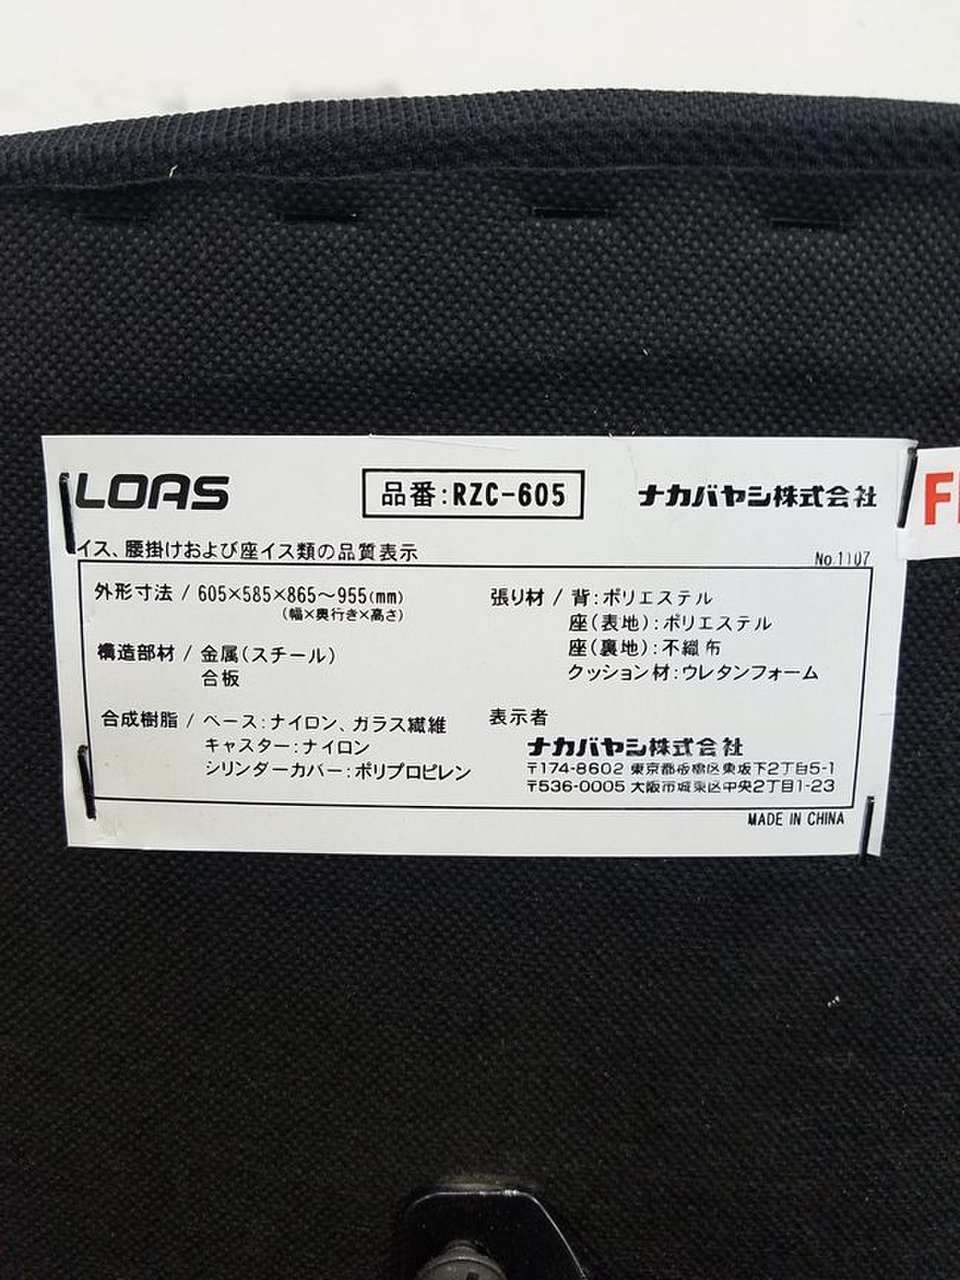 LOAS
品番:RZC-605
ナカバヤシ株式会社
イス、腰掛けおよび座イス類の品質表示
No.1107
外形寸法 / 605×585×865～955(mm)
(幅×奥行き×高さ)
構造部材 / 金属(スチール)
合板
合成樹脂 / ベース:ナイロン、ガラス繊維
キャスター:ナイロン
シリンダーカバー:ポリプロピレン
張り材 / 背:ポリエステル
座(表地):ポリエステル
座(裏地):不織布
クッション材:ウレタンフォーム
表示者
ナカバヤシ株式会社
〒174-8602 東京都板橋区東坂下2丁目5-1
〒536-0005 大阪市城東区中央2丁目1-23
MADE IN CHINA